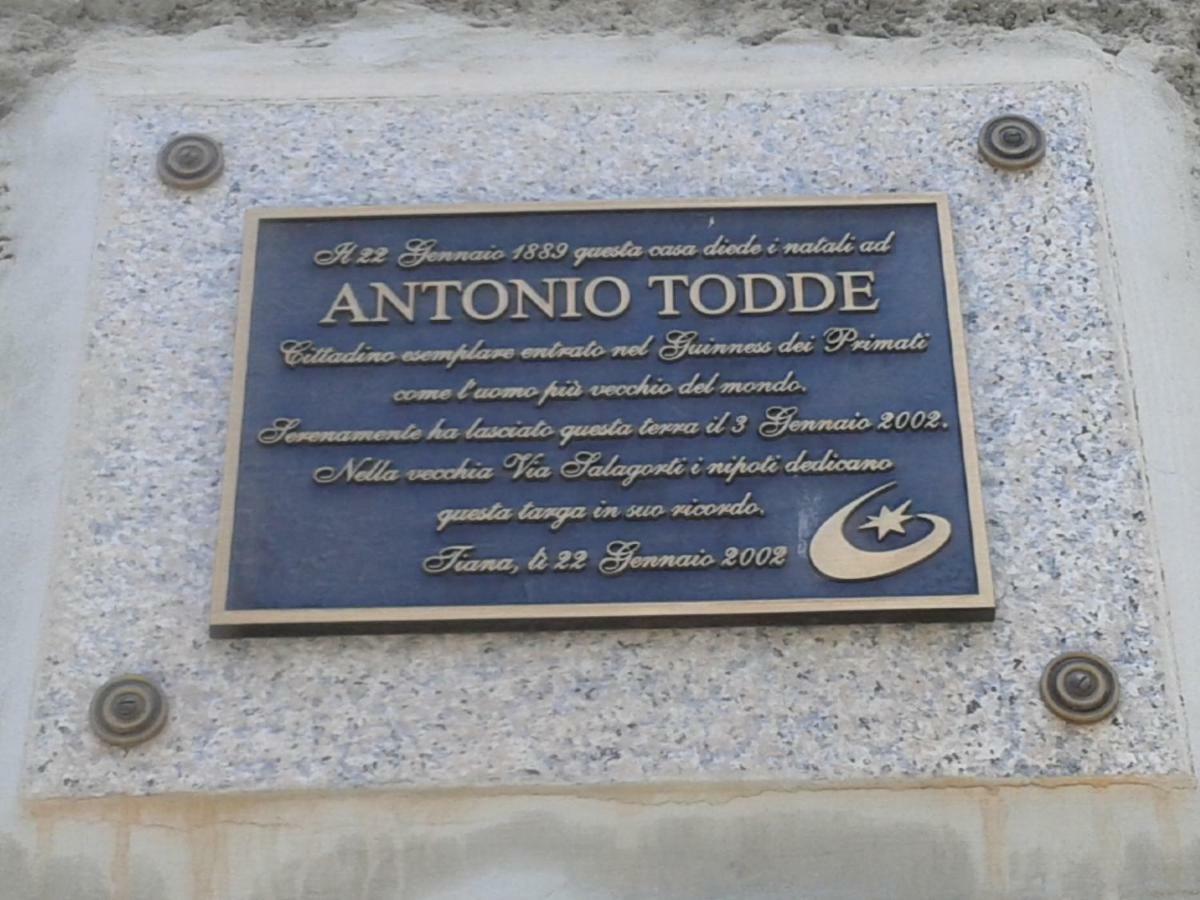 Il 22 Gennaio 1889 questa casa diede i natali ad
ANTONIO TODDE
Cittadino esemplare entrato nel Guinness dei Primati
come l'uomo più vecchio del mondo.
Serenamente ha lasciato questa terra il 3 Gennaio 2002.
Nella vecchia Via Salagorti i nipoti dedicano
questa targa in suo ricordo.
Tiana, lì 22 Gennaio 2002